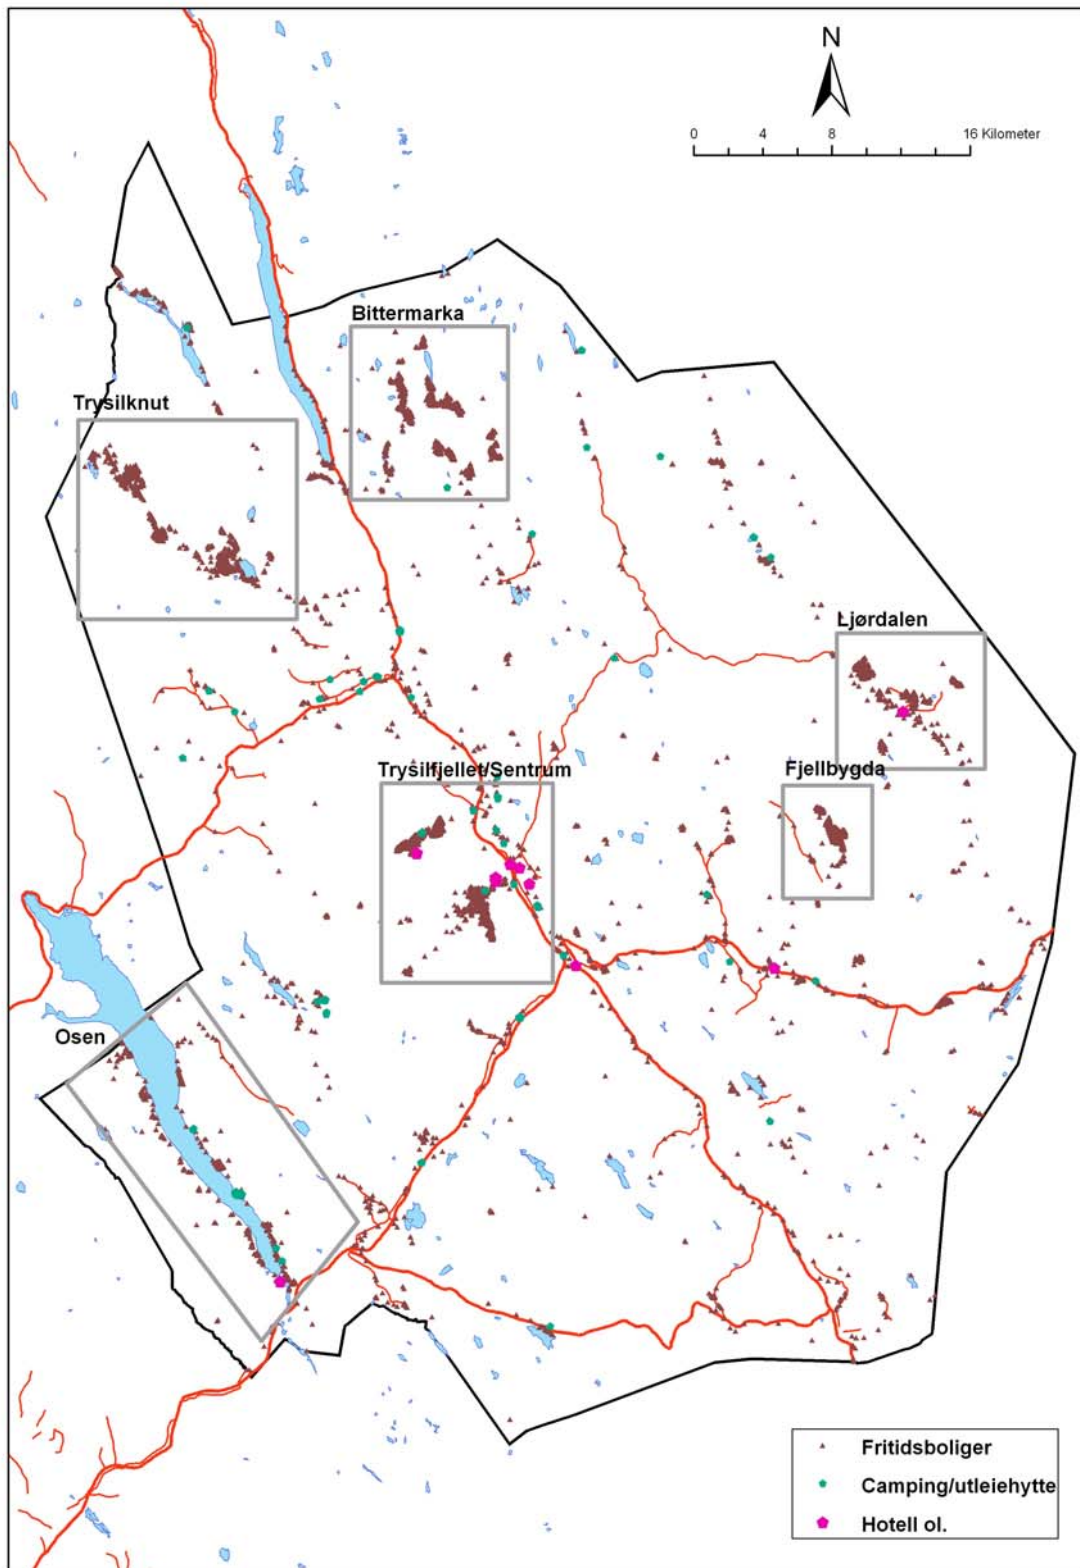 N
0 4 8 16 Kilometer
Bittermarka
Trysilknut
Ljørdalen
Trysilfjellet/Sentrum
Fjellbygda
Osen
Fritidsboliger
Camping/utleiehytte
Hotell ol.